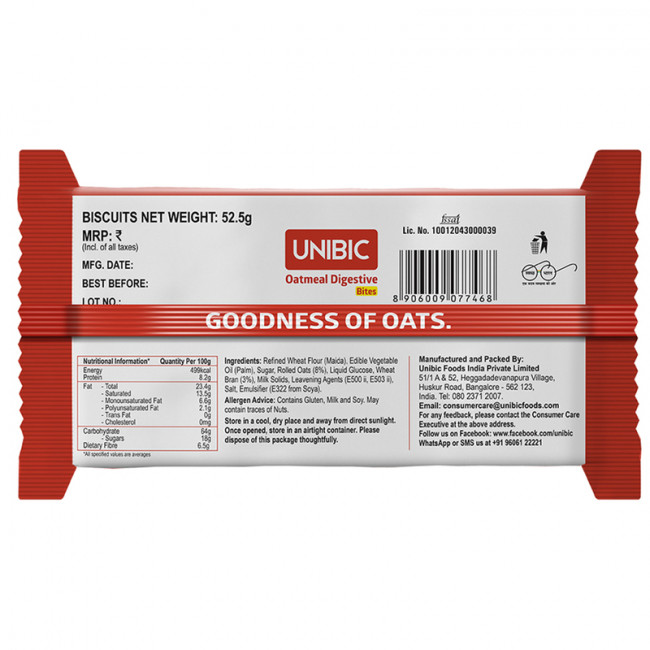 BISCUITS NET WEIGHT: 52.5g
MRP: ₹
(Incl. of all taxes)
MFG. DATE:
BEST BEFORE:
LOT NO.:
UNIBIC
Oatmeal Digestive
Bites
fssai
Lic. No. 10012043000039
8 906009 077468
GOODNESS OF OATS.
Nutritional Information* Quantity Per 100g
Energy 499kcal
Protein 8.2g
Fat - Total 23.4g
- Saturated 13.5g
- Monounsaturated Fat 6.6g
- Polyunsaturated Fat 2.1g
- Trans Fat 0g
- Cholesterol 0mg
Carbohydrate 64g
- Sugars 18g
Dietary Fibre 6.5g
*All specified values are averages
Ingredients: Refined Wheat Flour (Maida), Edible Vegetable
Oil (Palm), Sugar, Rolled Oats (8%), Liquid Glucose, Wheat
Bran (3%), Milk Solids, Leavening Agents (E500 ii, E503 ii),
Salt, Emulsifier (E322 from Soya).
Allergen Advice: Contains Gluten, Milk and Soy. May
contain traces of Nuts.
Store in a cool, dry place and away from direct sunlight.
Once opened, store in an airtight container. Please
dispose of this package thoughtfully.
Manufactured and Packed By:
Unibic Foods India Private Limited
51/1 A & 52, Heggadadevanapura Village,
Huskur Road, Bangalore - 562 123,
India. Tel: 080 2371 2007.
Email: consumercare@unibicfoods.com
For any feedback, please contact the Consumer Care
Executive at the above address.
Follow us on Facebook: www.facebook.com/unibic
WhatsApp or SMS us at +91 96061 22221